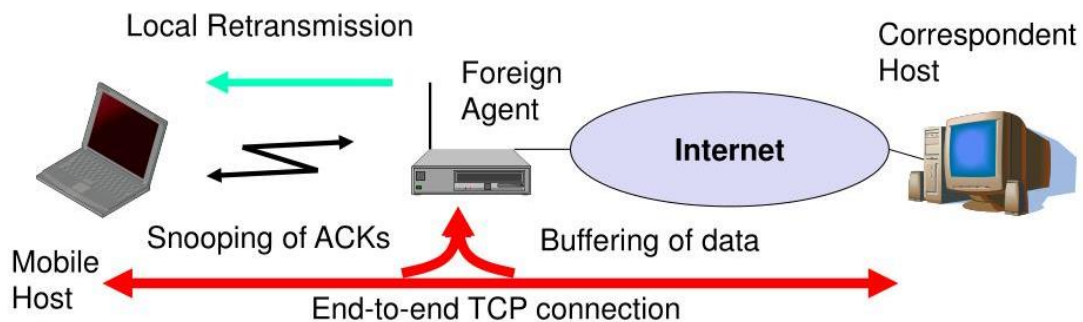 Local Retransmission
Correspondent
Host
Foreign
Agent
Internet
Snooping of ACKs
Buffering of data
Mobile
Host
End-to-end TCP connection